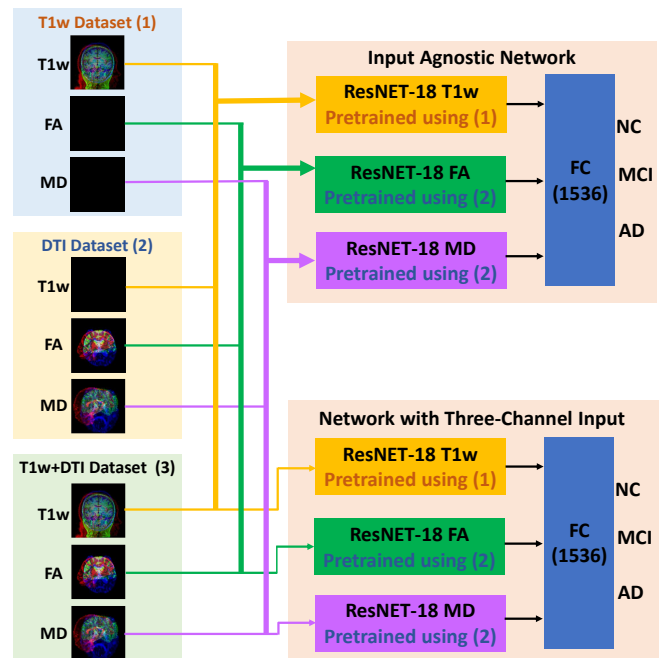 T1w Dataset (1)
T1w
FA
MD
DTI Dataset (2)
T1w
FA
MD
T1w+DTI Dataset (3)
T1w
FA
MD
Input Agnostic Network
ResNET-18 T1w
Pretrained using (1)
ResNET-18 FA
Pretrained using (2)
ResNET-18 MD
Pretrained using (2)
FC
(1536)
NC
MCI
AD
Network with Three-Channel Input
ResNET-18 T1w
Pretrained using (1)
ResNET-18 FA
Pretrained using (2)
ResNET-18 MD
Pretrained using (2)
FC
(1536)
NC
MCI
AD